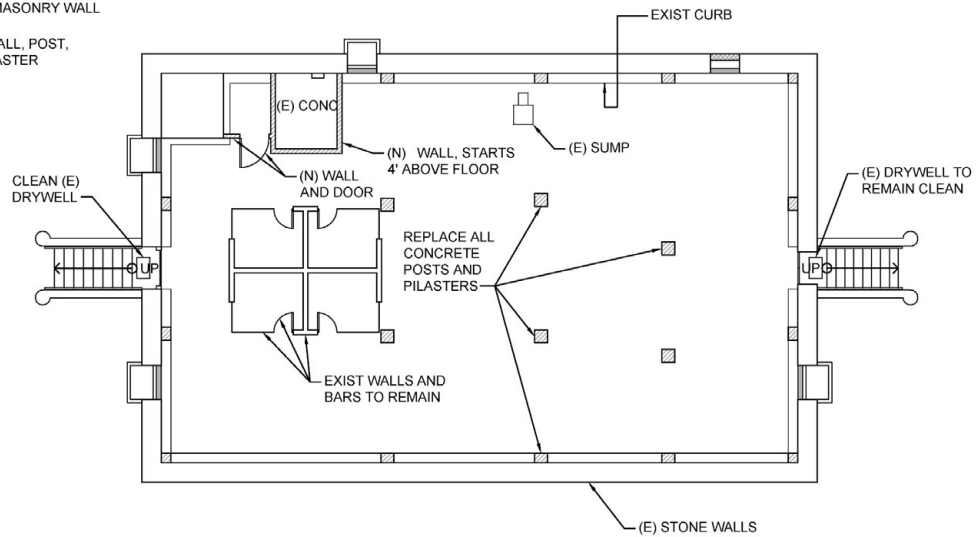 MASONRY WALL
ALL, POST,
ASTER
EXIST CURB
(E) CONC
(E) SUMP
(N) WALL, STARTS
4' ABOVE FLOOR
(N) WALL
AND DOOR
CLEAN (E)
DRYWELL
(E) DRYWELL TO
REMAIN CLEAN
UP
UP
REPLACE ALL
CONCRETE
POSTS AND
PILASTERS
EXIST WALLS AND
BARS TO REMAIN
(E) STONE WALLS